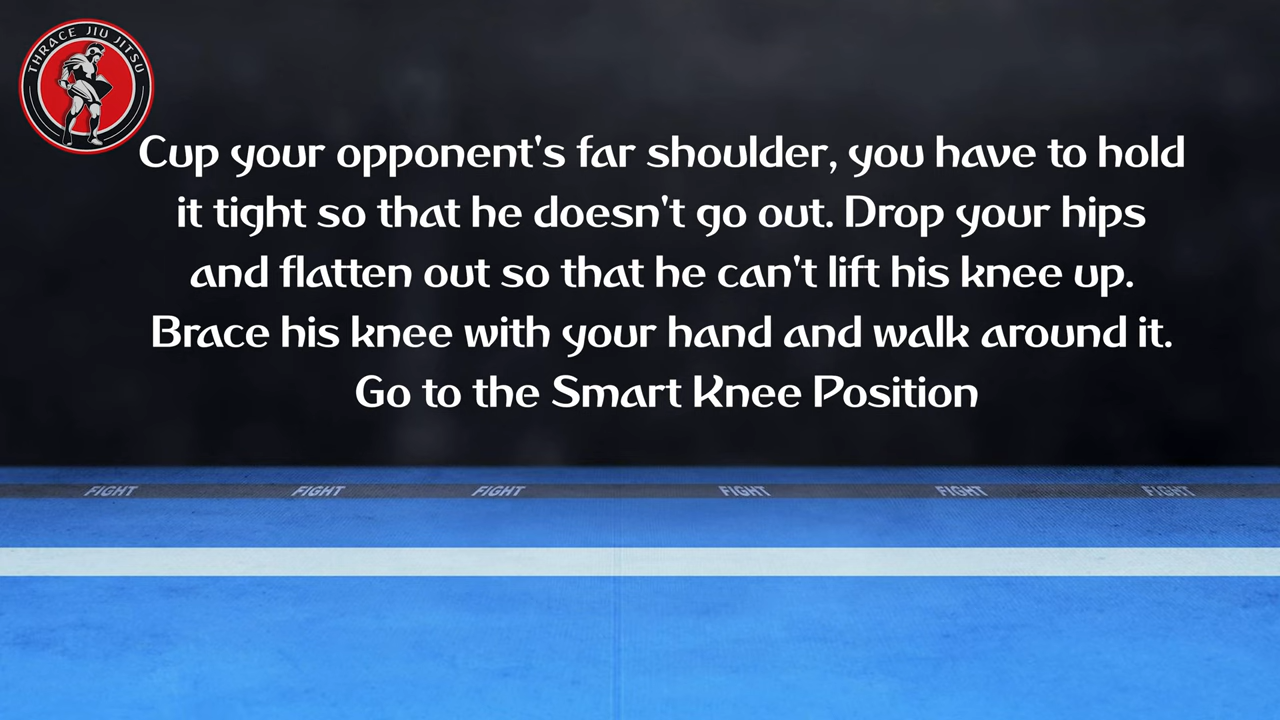 THRACE JIU JITSU
Cup your opponent's far shoulder, you have to hold
it tight so that he doesn't go out. Drop your hips
and flatten out so that he can't lift his knee up.
Brace his knee with your hand and walk around it.
Go to the Smart Knee Position
FIGHT FIGHT FIGHT FIGHT FIGHT FIGHT